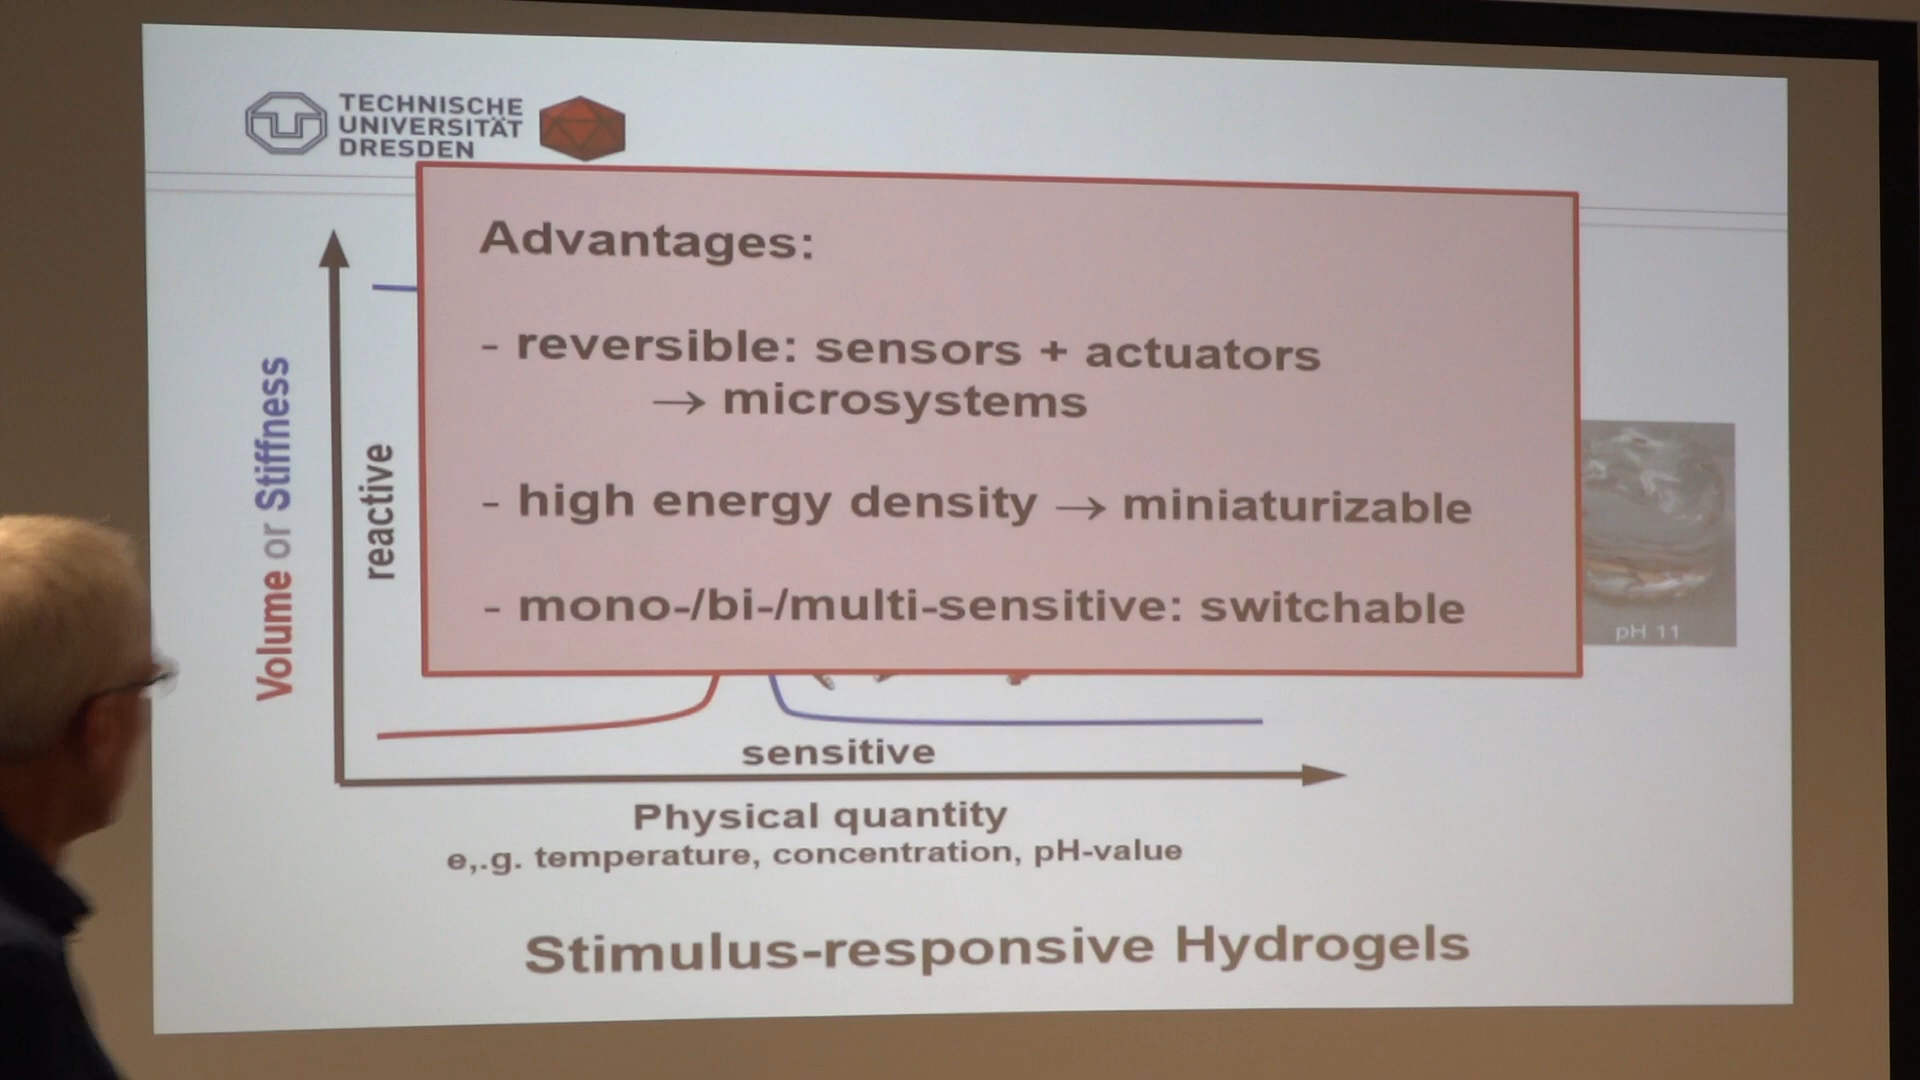 TECHNISCHE
UNIVERSITÄT
DRESDEN
Advantages:
- reversible: sensors + actuators
→ microsystems
- high energy density → miniaturizable
- mono-/bi-/multi-sensitive: switchable
Volume or Stiffness
reactive
pH 11
sensitive
Physical quantity
e,.g. temperature, concentration, pH-value
Stimulus-responsive Hydrogels